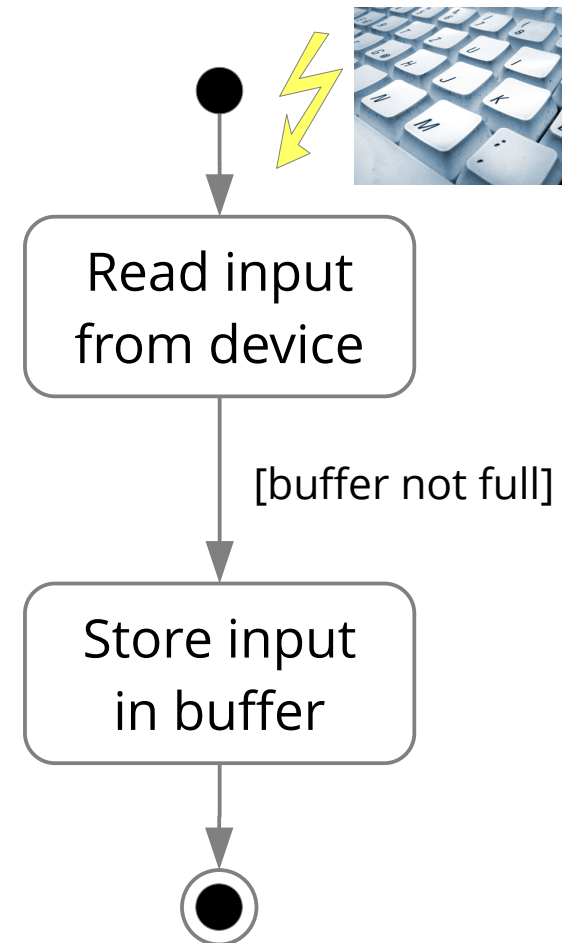 Read input
from device
[buffer not full]
Store input
in buffer